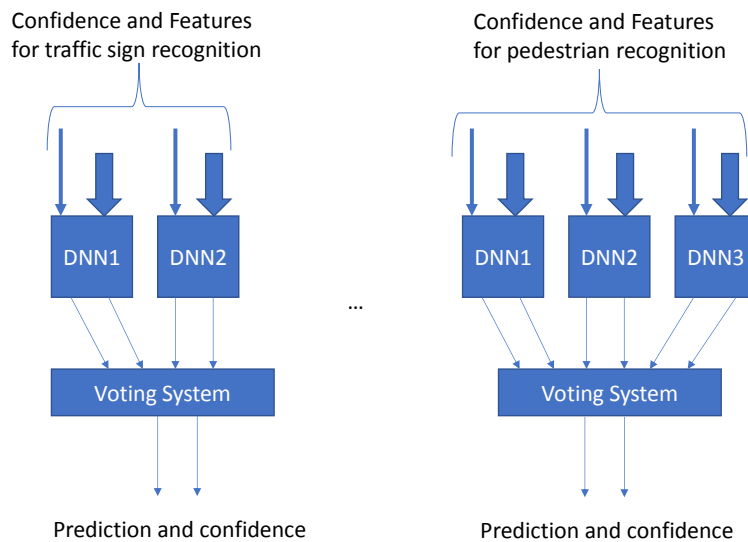 Confidence and Features
for traffic sign recognition
Confidence and Features
for pedestrian recognition
DNN1
DNN2
DNN1
DNN2
DNN3
...
Voting System
Voting System
Prediction and confidence
Prediction and confidence